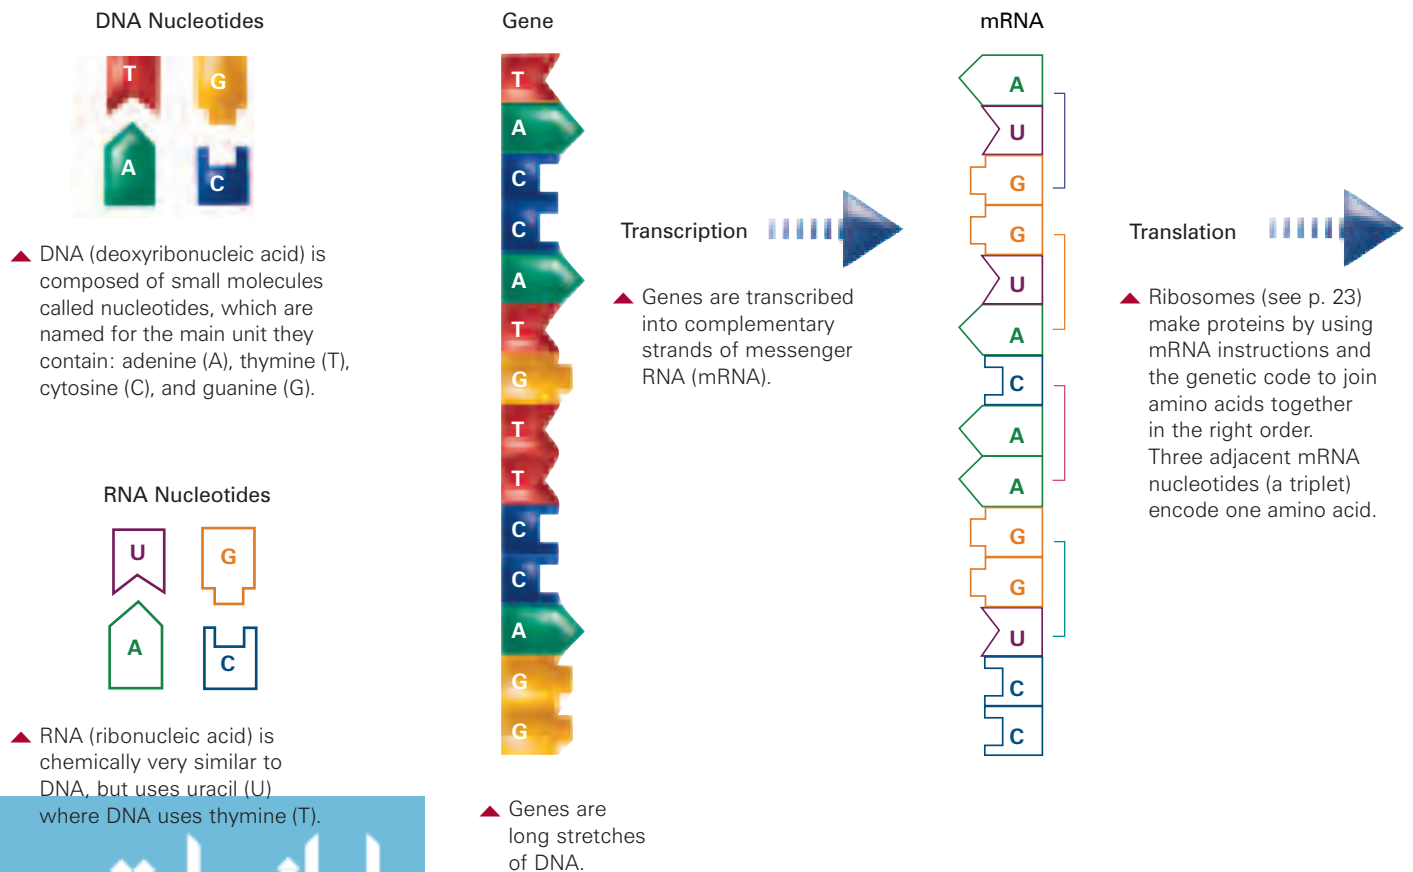 DNA Nucleotides
T
G
A
C
DNA (deoxyribonucleic acid) is
composed of small molecules
called nucleotides, which are
named for the main unit they
contain: adenine (A), thymine (T),
cytosine (C), and guanine (G).
RNA Nucleotides
U
G
A
C
RNA (ribonucleic acid) is
chemically very similar to
DNA, but uses uracil (U)
where DNA uses thymine (T).
Gene
T
A
C
C
A
T
G
T
T
C
C
A
G
G
Genes are
long stretches
of DNA.
Transcription
Genes are transcribed
into complementary
strands of messenger
RNA (mRNA).
mRNA
A
U
G
G
U
A
C
A
A
G
G
U
C
C
Translation
Ribosomes (see p. 23)
make proteins by using
mRNA instructions and
the genetic code to join
amino acids together
in the right order.
Three adjacent mRNA
nucleotides (a triplet)
encode one amino acid.